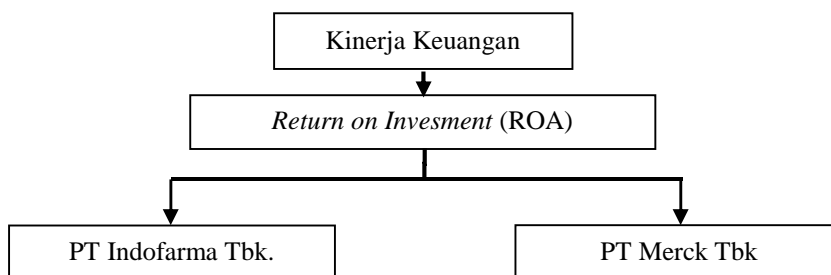 Kinerja Keuangan
Return on Invesment (ROA)
PT Indofarma Tbk.
PT Merck Tbk